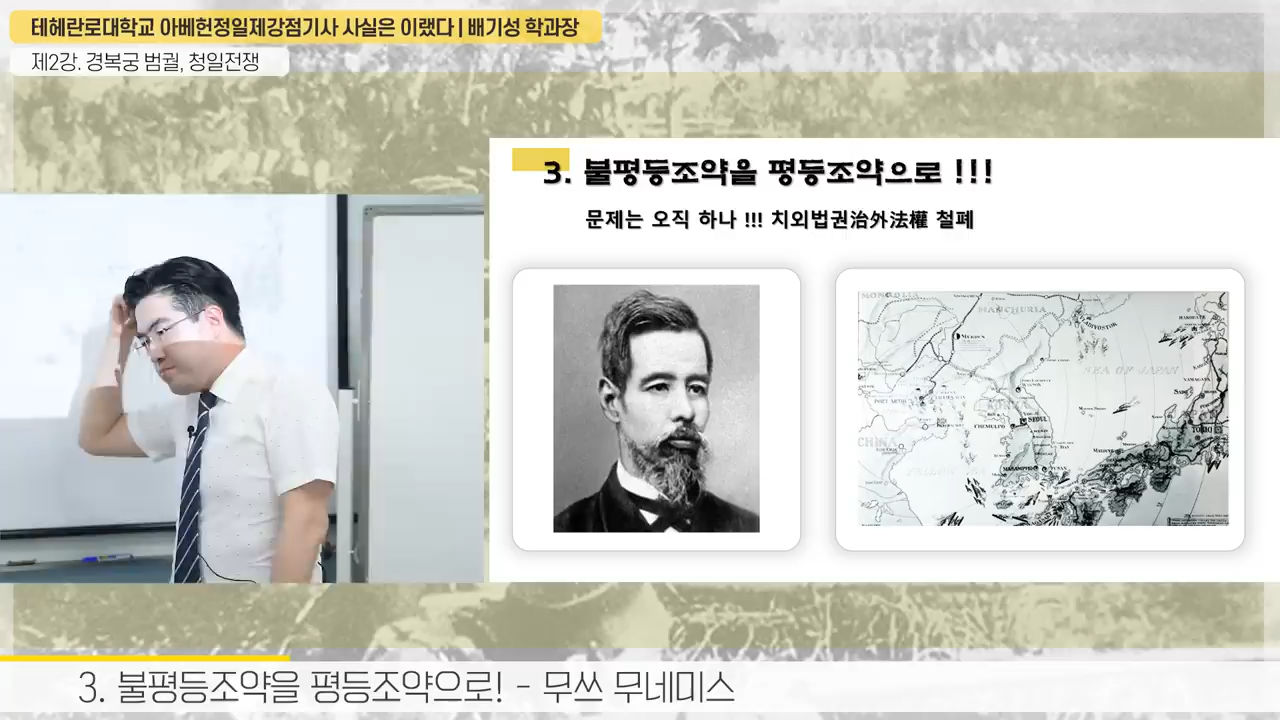 테헤란로대학교 아베헌정일제강점기사 사실은 이랬다 | 배기성 학과장
제2강. 경복궁 범궐, 청일전쟁
3. 불평등조약을 평등조약으로 !!!
문제는 오직 하나 !!! 치외법권治外法權 철폐
MONGOLIA
MANCHURIA
SEA OF JAPAN
SEOUL
CHEMULPO
CHINA
TOKIO
3. 불평등조약을 평등조약으로! - 무쓰 무네미스